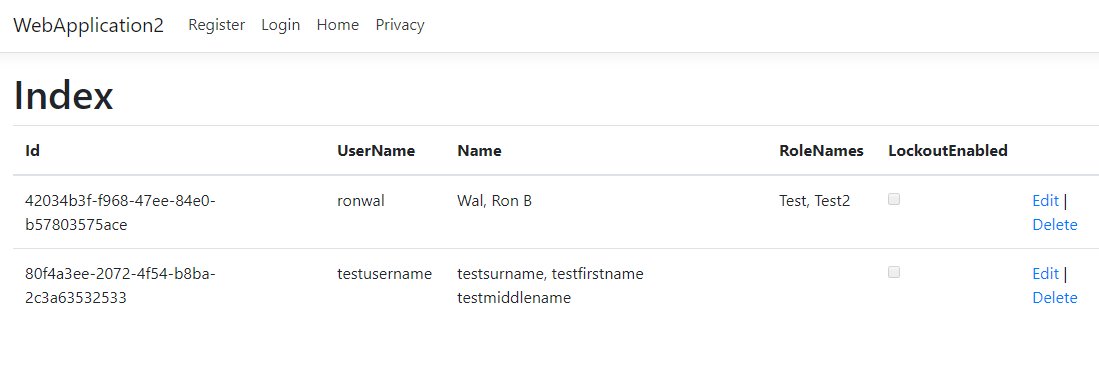 WebApplication2 Register Login Home Privacy
Index
Id UserName Name RoleNames LockoutEnabled
42034b3f-f968-47ee-84e0- ronwal Wal, Ron B Test, Test2 Edit |
b57803575ace Delete
80f4a3ee-2072-4f54-b8ba- testusername testsurname, testfirstname Edit |
2c3a63532533 testmiddlename Delete